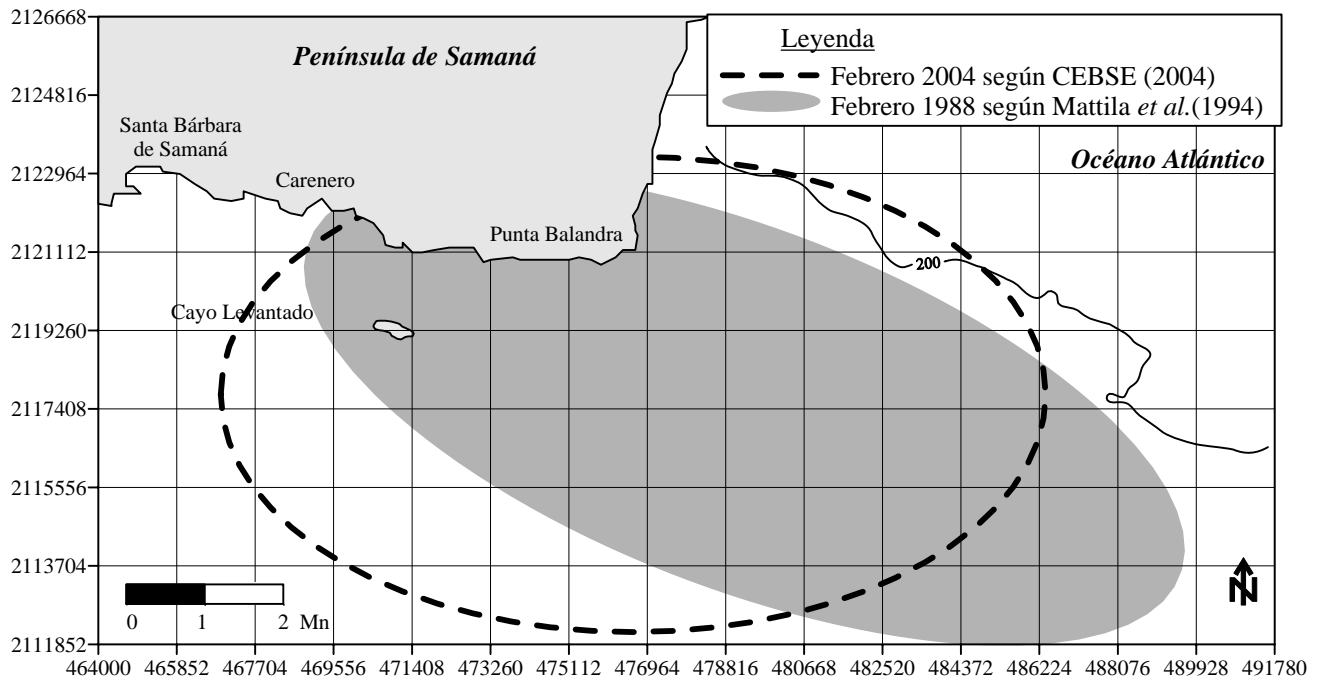 2126668
Península de Samaná
Leyenda
Febrero 2004 según CEBSE (2004)
Febrero 1988 según Mattila et al.(1994)
2124816
Santa Bárbara
de Samaná
Océano Atlántico
2122964
Carenero
Punta Balandra
2121112
200
Cayo Levantado
2119260
2117408
2115556
2113704
0 1 2 Mn
N
2111852
464000 465852 467704 469556 471408 473260 475112 476964 478816 480668 482520 484372 486224 488076 489928 491780